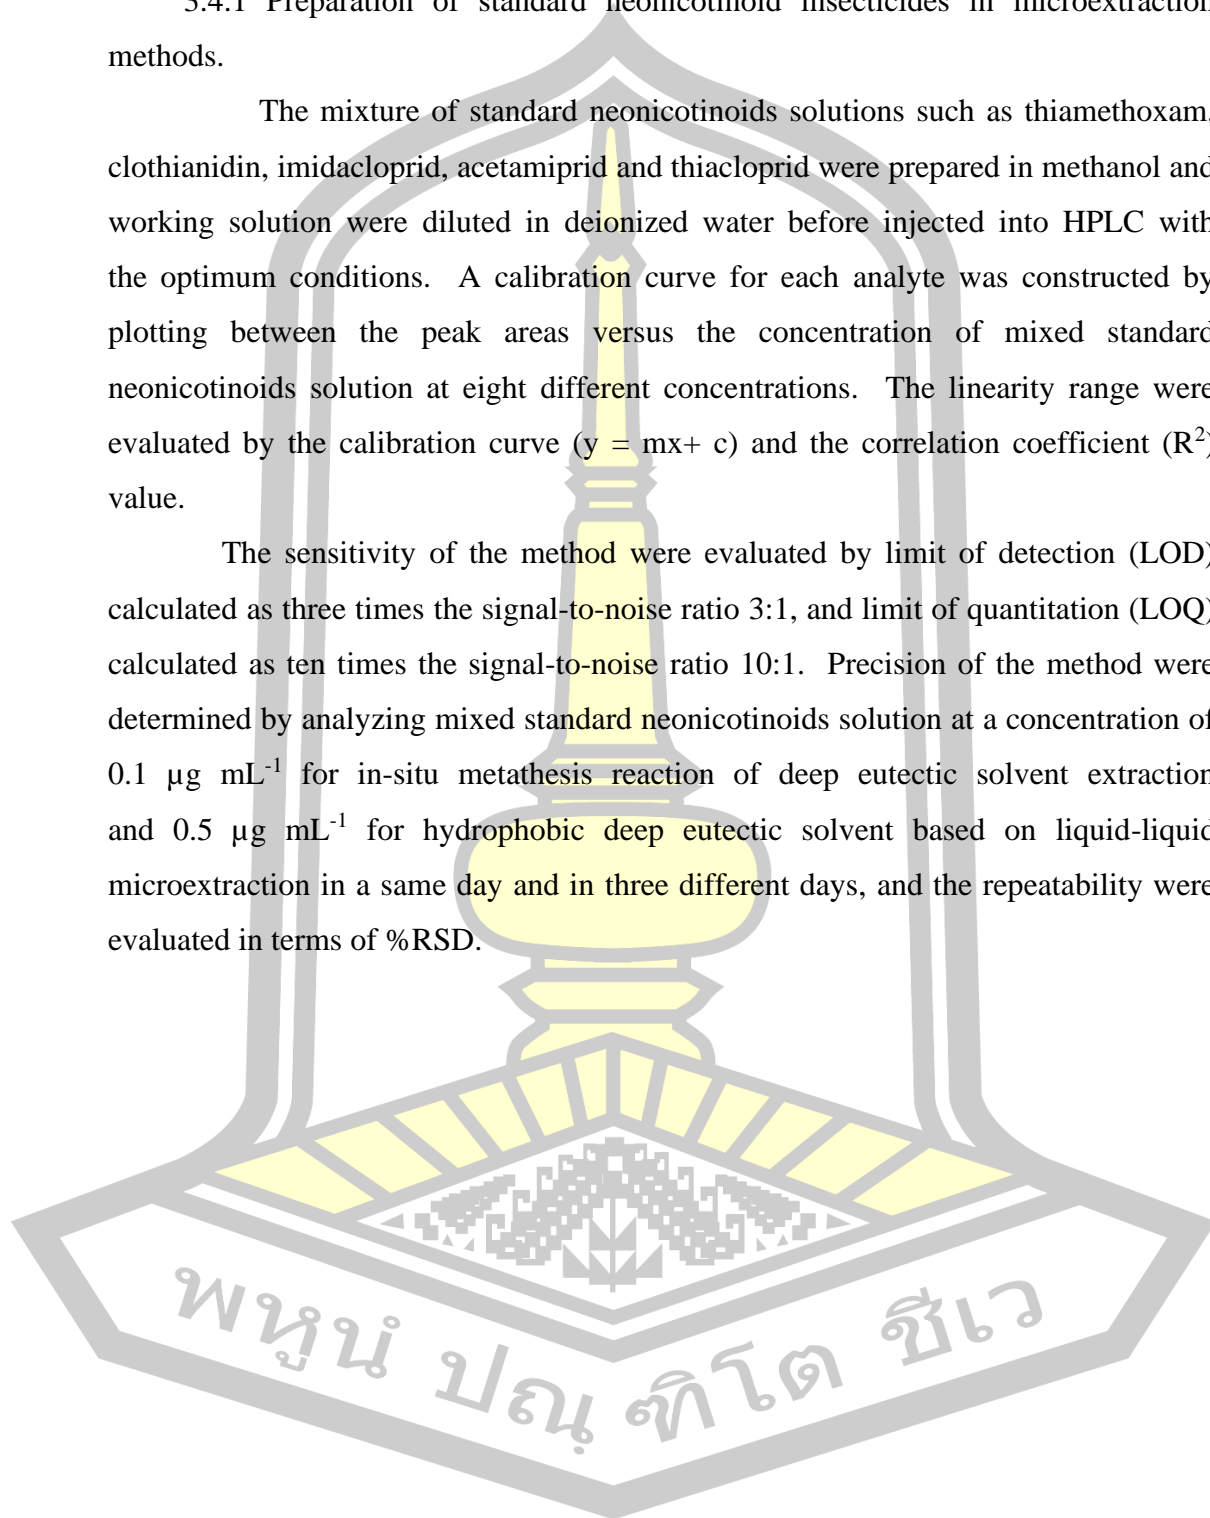 3.4.1 Preparation of standard neonicotinoid insecticides in microextraction
methods.
The mixture of standard neonicotinoids solutions such as thiamethoxam,
clothianidin, imidacloprid, acetamiprid and thiacloprid were prepared in methanol and
working solution were diluted in deionized water before injected into HPLC with
the optimum conditions. A calibration curve for each analyte was constructed by
plotting between the peak areas versus the concentration of mixed standard
neonicotinoids solution at eight different concentrations. The linearity range were
evaluated by the calibration curve (y = mx+ c) and the correlation coefficient (R²)
value.
The sensitivity of the method were evaluated by limit of detection (LOD)
calculated as three times the signal-to-noise ratio 3:1, and limit of quantitation (LOQ)
calculated as ten times the signal-to-noise ratio 10:1. Precision of the method were
determined by analyzing mixed standard neonicotinoids solution at a concentration of
0.1 µg mL⁻¹ for in-situ metathesis reaction of deep eutectic solvent extraction
and 0.5 µg mL⁻¹ for hydrophobic deep eutectic solvent based on liquid-liquid
microextraction in a same day and in three different days, and the repeatability were
evaluated in terms of %RSD.
พหูนํ ปณฺฑิโต ชีเว